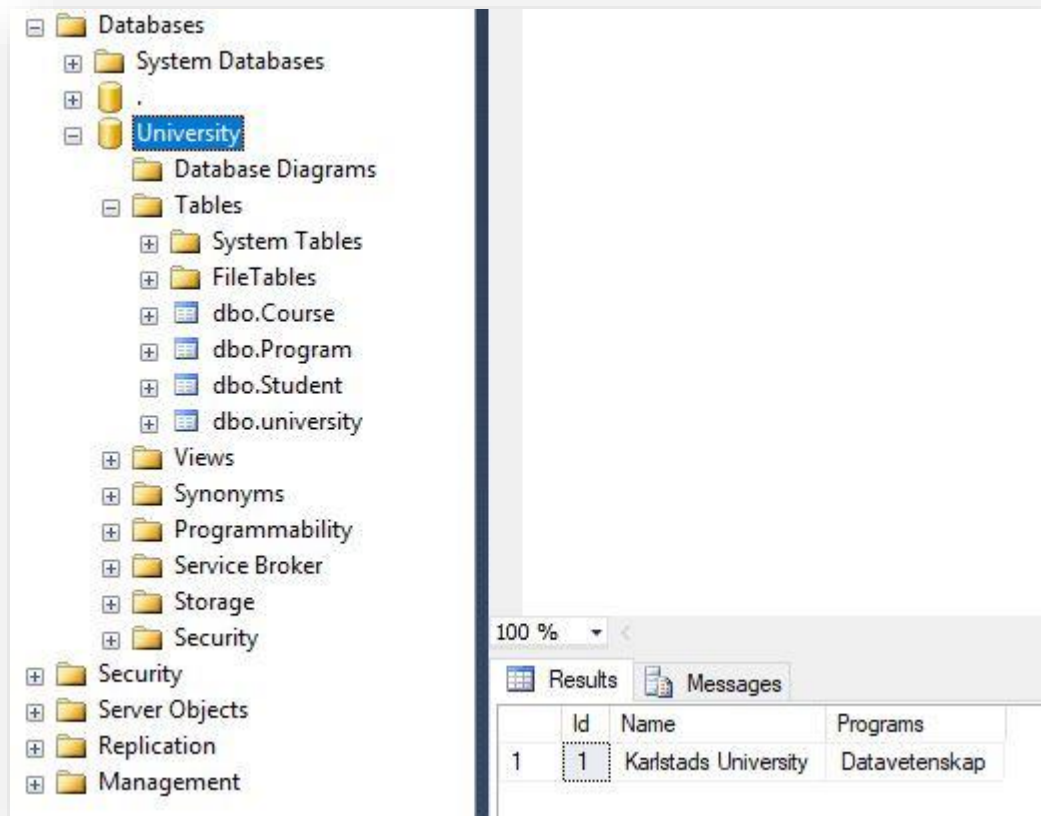 Databases
System Databases
.
University
Database Diagrams
Tables
System Tables
FileTables
dbo.Course
dbo.Program
dbo.Student
dbo.university
Views
Synonyms
Programmability
Service Broker
Storage
Security
Security
Server Objects
Replication
Management
100 %
Results Messages
Id Name Programs
1 1 Karlstads University Datavetenskap